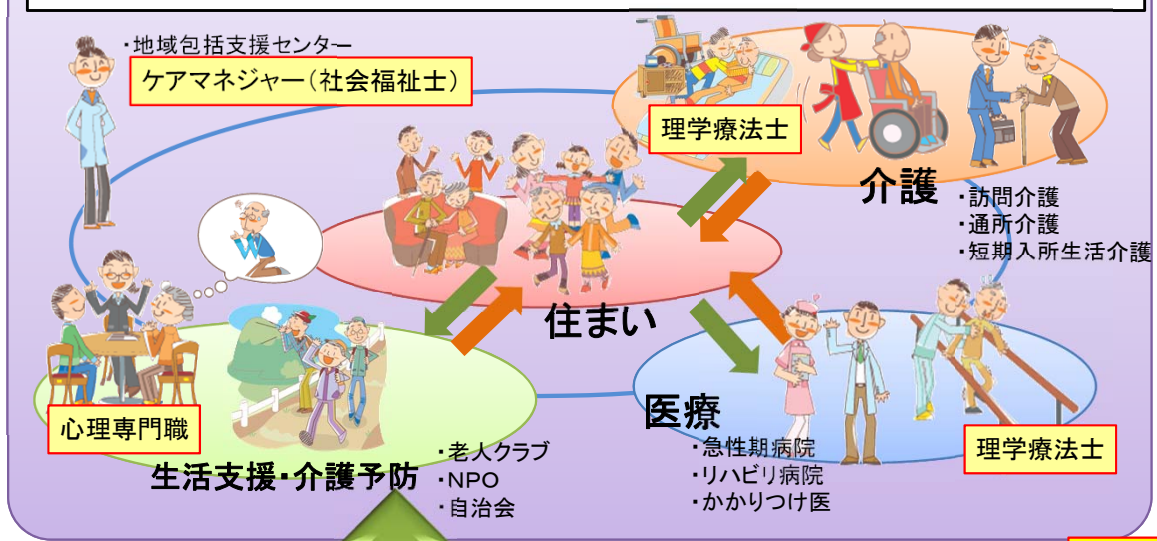 ・地域包括支援センター
ケアマネジャー（社会福祉士）
理学療法士
介護
・訪問介護
・通所介護
・短期入所生活介護
住まい
医療
・急性期病院
・リハビリ病院
・かかりつけ医
理学療法士
心理専門職
生活支援・介護予防
・老人クラブ
・NPO
・自治会